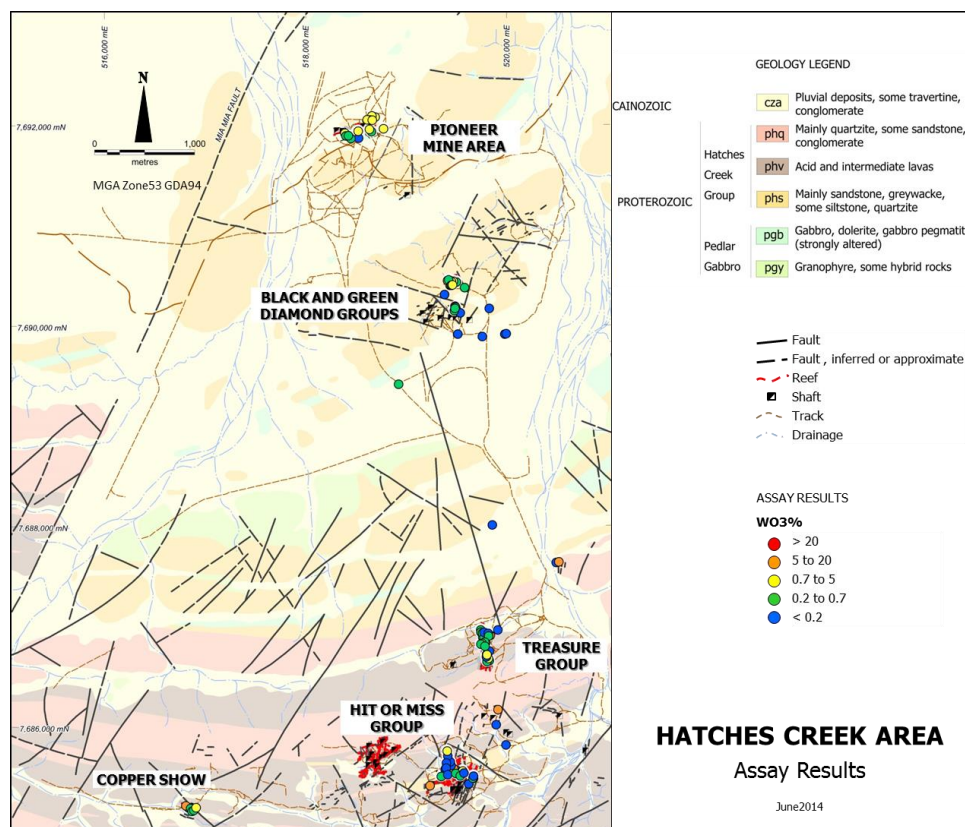 516,000 mE
518,000 mE
520,000 mE
N
MIA MIA FAULT
7,692,000 mN
0 1,000
metres
MGA Zone53 GDA94
PIONEER
MINE AREA
BLACK AND GREEN
DIAMOND GROUPS
7,690,000 mN
7,688,000 mN
TREASURE
GROUP
HIT OR MISS
GROUP
7,686,000 mN
COPPER SHOW
GEOLOGY LEGEND
CAINOZOIC
cza Pluvial deposits, some travertine,
conglomerate
phq Mainly quartzite, some sandstone,
conglomerate
Hatches
Creek
Group
phv Acid and intermediate lavas
PROTEROZOIC
phs Mainly sandstone, greywacke,
some siltstone, quartzite
Pedlar
Gabbro
pgb Gabbro, dolerite, gabbro pegmatit
(strongly altered)
pgy Granophyre, some hybrid rocks
Fault
Fault , inferred or approximate
Reef
Shaft
Track
Drainage
ASSAY RESULTS
WO3%
> 20
5 to 20
0.7 to 5
0.2 to 0.7
< 0.2
HATCHES CREEK AREA
Assay Results
June2014